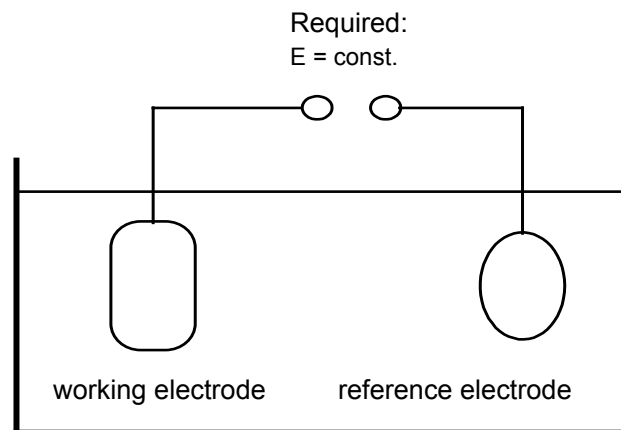 Required:
E = const.
working electrode
reference electrode